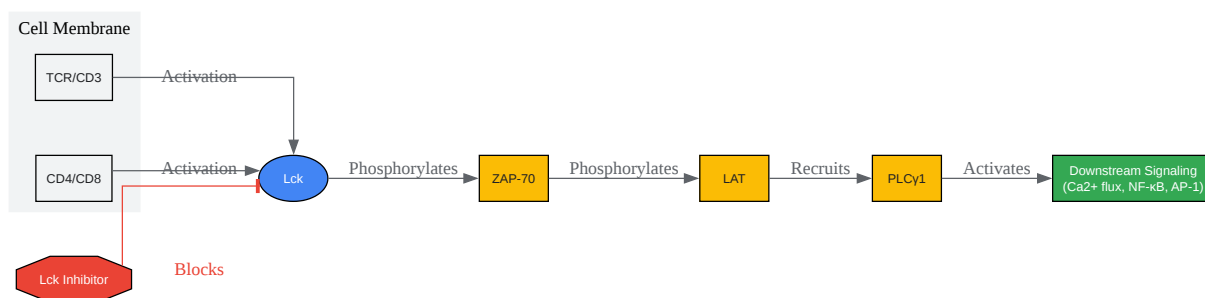 Cell Membrane
TCR/CD3
Activation
CD4/CD8
Activation
Lck
Phosphorylates
ZAP-70
Phosphorylates
LAT
Recruits
PLCγ1
Activates
Downstream Signaling
(Ca2+ flux, NF-κB, AP-1)
Lck Inhibitor
Blocks